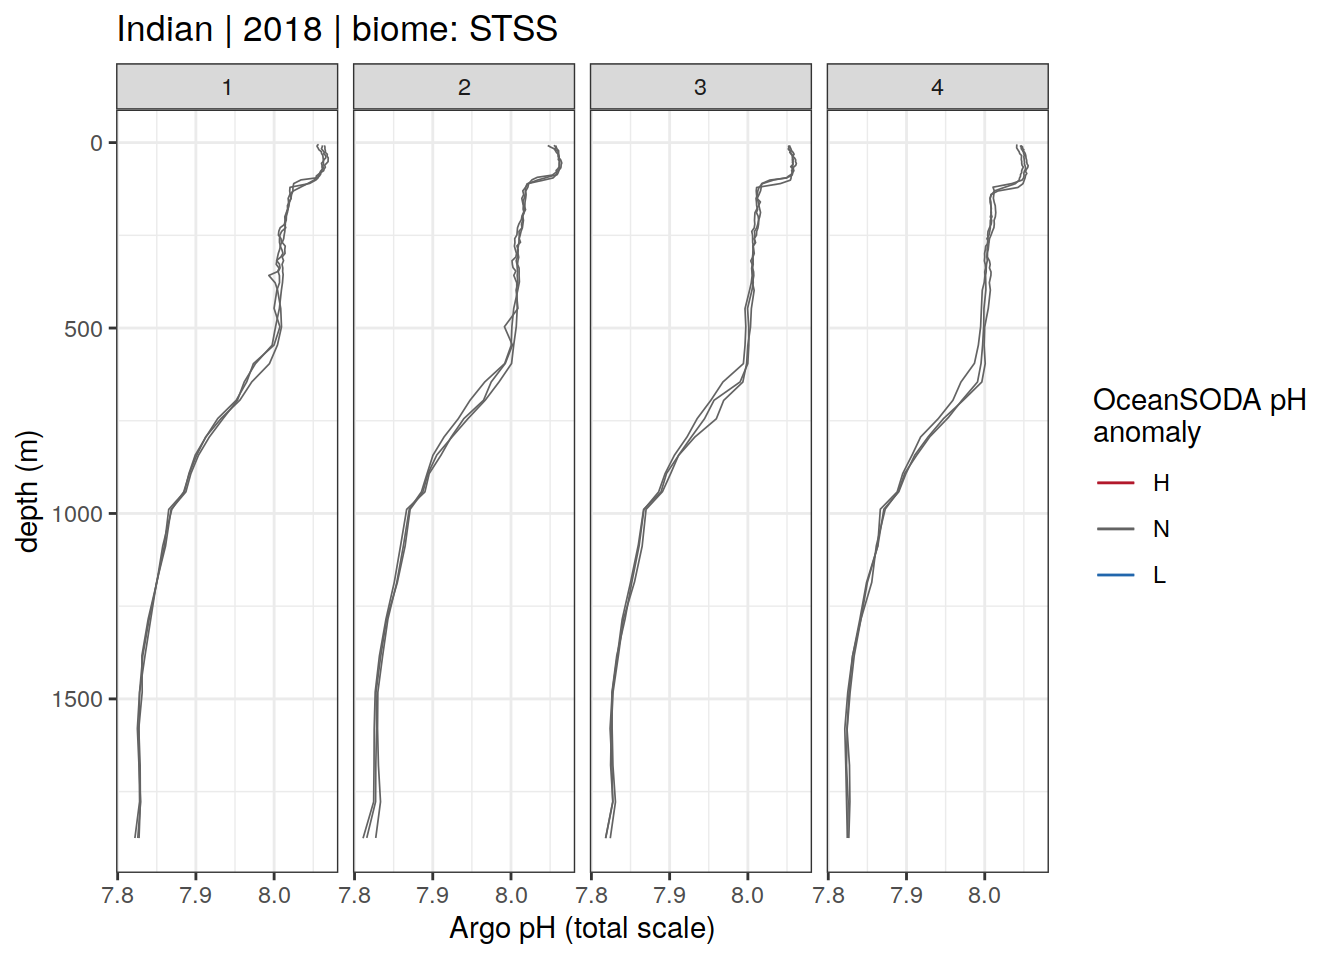 Indian | 2018 | biome: STSS
1 2 3 4
0
500
1000
1500
depth (m)
7.8 7.9 8.0 7.8 7.9 8.0 7.8 7.9 8.0 7.8 7.9 8.0
Argo pH (total scale)
OceanSODA pH
anomaly
H
N
L